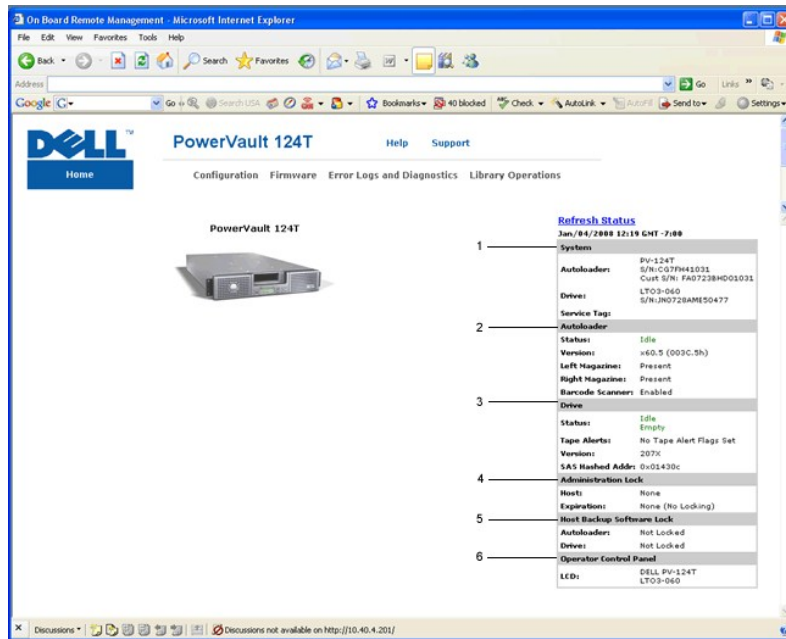 On Board Remote Management - Microsoft Internet Explorer
File Edit View Favorites Tools Help
Back Search Favorites
Address Go Links »
Google G Go Search USA Bookmarks 40 blocked Check AutoLink AutoFill Send to Settings
DELL™ PowerVault 124T Help Support
Home Configuration Firmware Error Logs and Diagnostics Library Operations
PowerVault 124T
Refresh Status
Jan/04/2008 12:19 GMT -7:00
1 System
Autoloader: PV-124T
S/N:CG7FH41031
Cust S/N: FA0723BHD01031
Drive: LTO3-060
S/N:JN0728AME50477
Service Tag:
2 Autoloader
Status: Idle
Version: x60.5 (003C.5h)
Left Magazine: Present
Right Magazine: Present
Barcode Scanner: Enabled
3 Drive
Status: Idle
Empty
Tape Alerts: No Tape Alert Flags Set
Version: 207X
SAS Hashed Addr: 0x01430c
4 Administration Lock
Host: None
Expiration: None (No Locking)
5 Host Backup Software Lock
Autoloader: Not Locked
Drive: Not Locked
6 Operator Control Panel
LCD: DELL PV-124T
LTO3-060
Discussions Discussions not available on http://10.40.4.201/